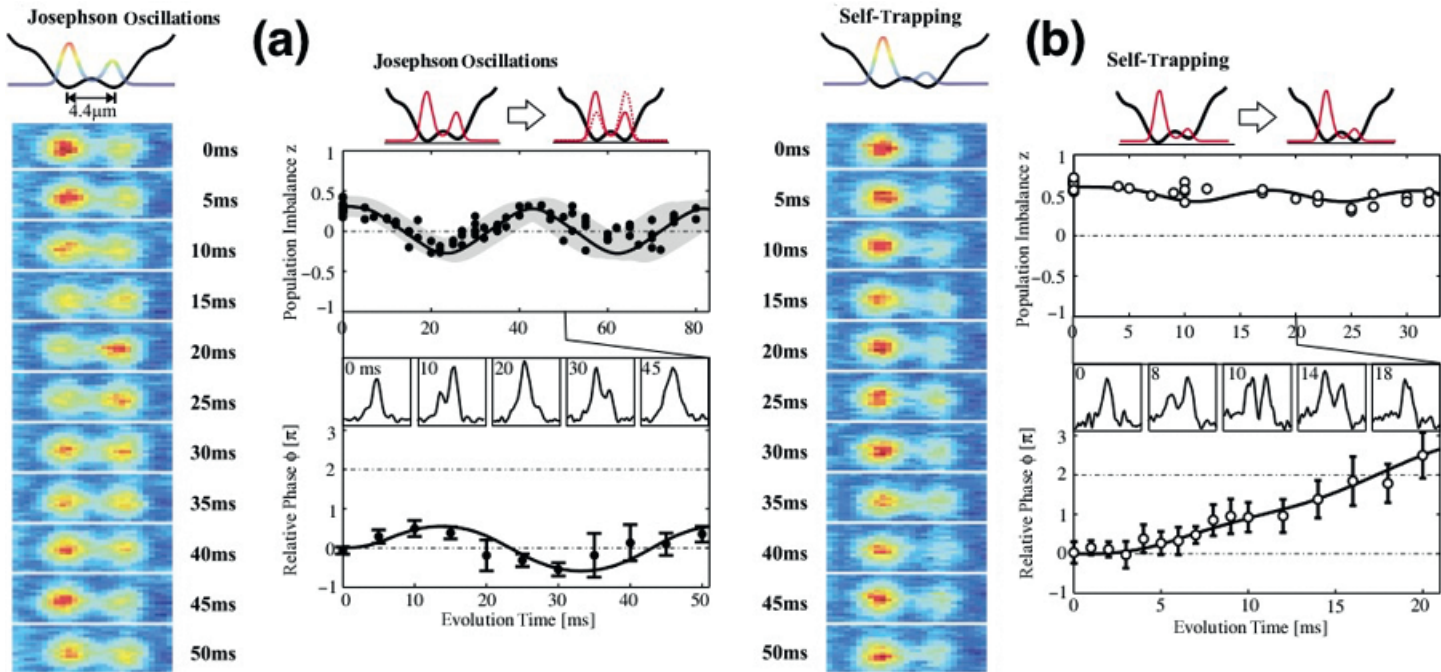 Josephson Oscillations
4.4μm
0ms
5ms
10ms
15ms
20ms
25ms
30ms
35ms
40ms
45ms
50ms
(a)
Josephson Oscillations
Population Imbalance z
1
0.5
0
−0.5
−1
0
20
40
60
80
0 ms
10
20
30
45
Relative Phase ϕ [π]
3
2
1
0
−1
0
10
20
30
40
50
Evolution Time [ms]
Self-Trapping
0ms
5ms
10ms
15ms
20ms
25ms
30ms
35ms
40ms
45ms
50ms
(b)
Self-Trapping
Population Imbalance z
1
0.5
0
−0.5
−1
0
5
10
15
20
25
30
0
8
10
14
18
Relative Phase ϕ [π]
3
2
1
0
−1
0
5
10
15
20
Evolution Time [ms]